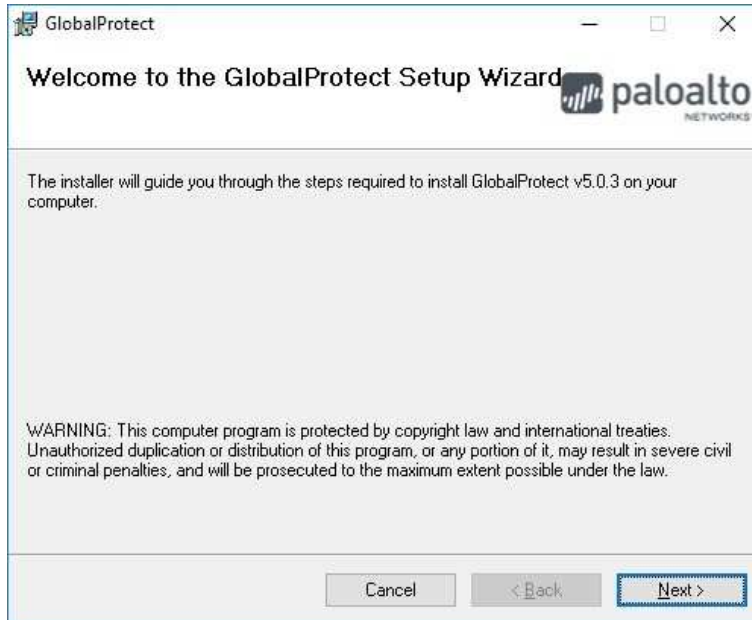 GlobalProtect
Welcome to the GlobalProtect Setup Wizard
paloalto
NETWORKS
The installer will guide you through the steps required to install GlobalProtect v5.0.3 on your
computer.
WARNING: This computer program is protected by copyright law and international treaties.
Unauthorized duplication or distribution of this program, or any portion of it, may result in severe civil
or criminal penalties, and will be prosecuted to the maximum extent possible under the law.
Cancel < Back Next >